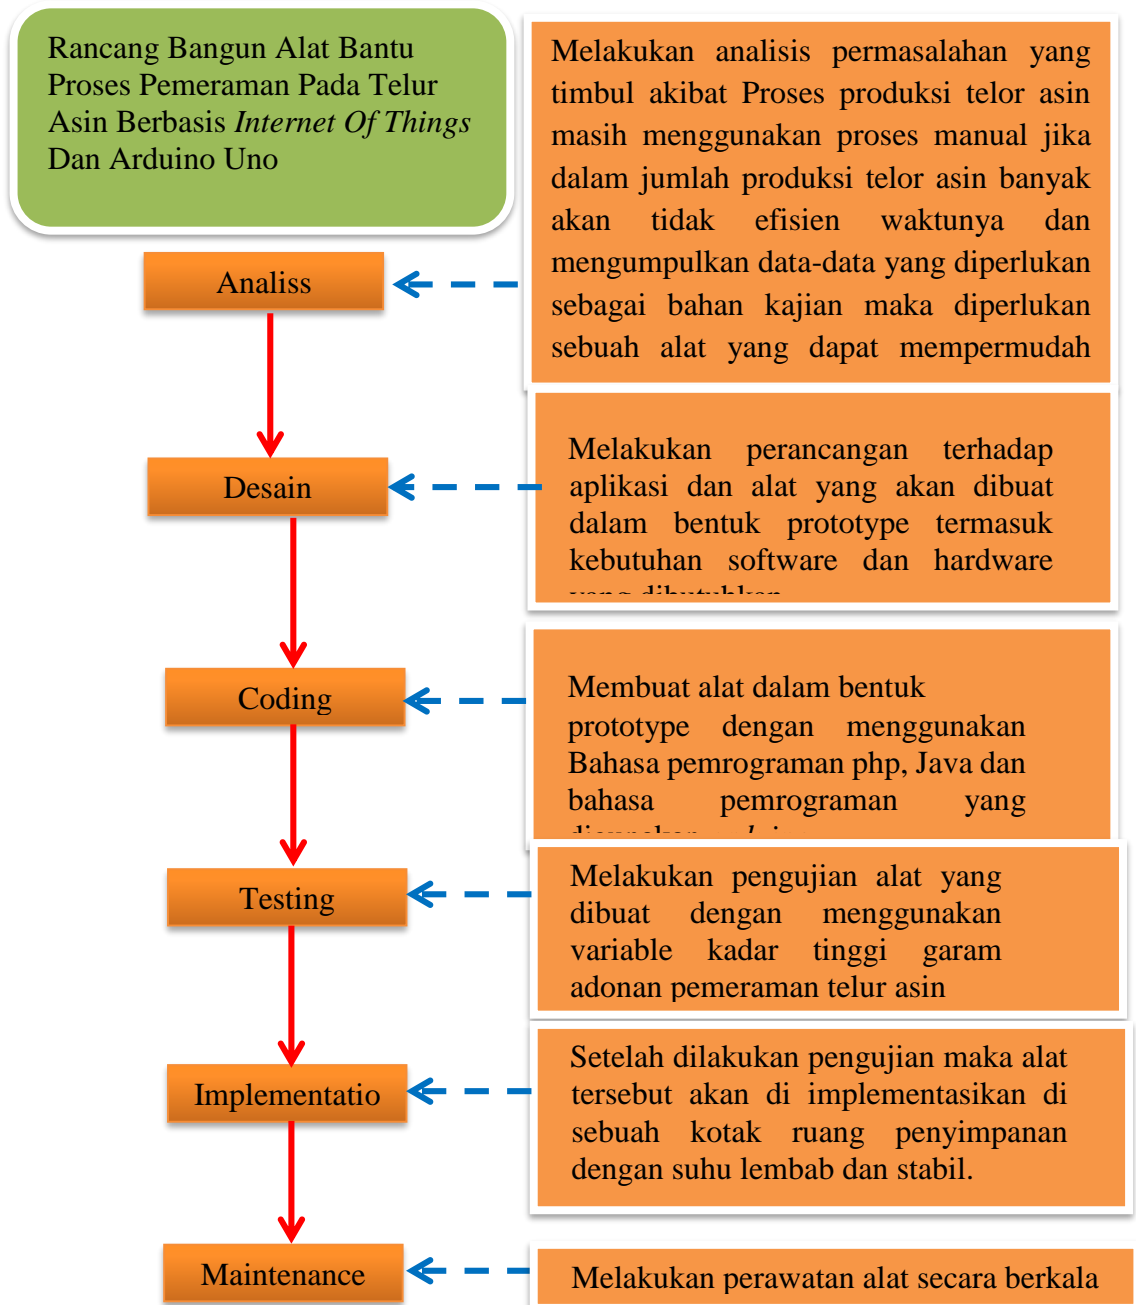 Rancang Bangun Alat Bantu
Proses Pemeraman Pada Telur
Asin Berbasis Internet Of Things
Dan Arduino Uno
Melakukan analisis permasalahan yang
timbul akibat Proses produksi telor asin
masih menggunakan proses manual jika
dalam jumlah produksi telor asin banyak
akan tidak efisien waktunya dan
mengumpulkan data-data yang diperlukan
sebagai bahan kajian maka diperlukan
sebuah alat yang dapat mempermudah
Analiss
Melakukan perancangan terhadap
aplikasi dan alat yang akan dibuat
dalam bentuk prototype termasuk
kebutuhan software dan hardware
yang dibutuhkan
Desain
Membuat alat dalam bentuk
prototype dengan menggunakan
Bahasa pemrograman php, Java dan
bahasa pemrograman yang
Coding
Melakukan pengujian alat yang
dibuat dengan menggunakan
variable kadar tinggi garam
adonan pemeraman telur asin
Testing
Setelah dilakukan pengujian maka alat
tersebut akan di implementasikan di
sebuah kotak ruang penyimpanan
dengan suhu lembab dan stabil.
Implementatio
Melakukan perawatan alat secara berkala
Maintenance